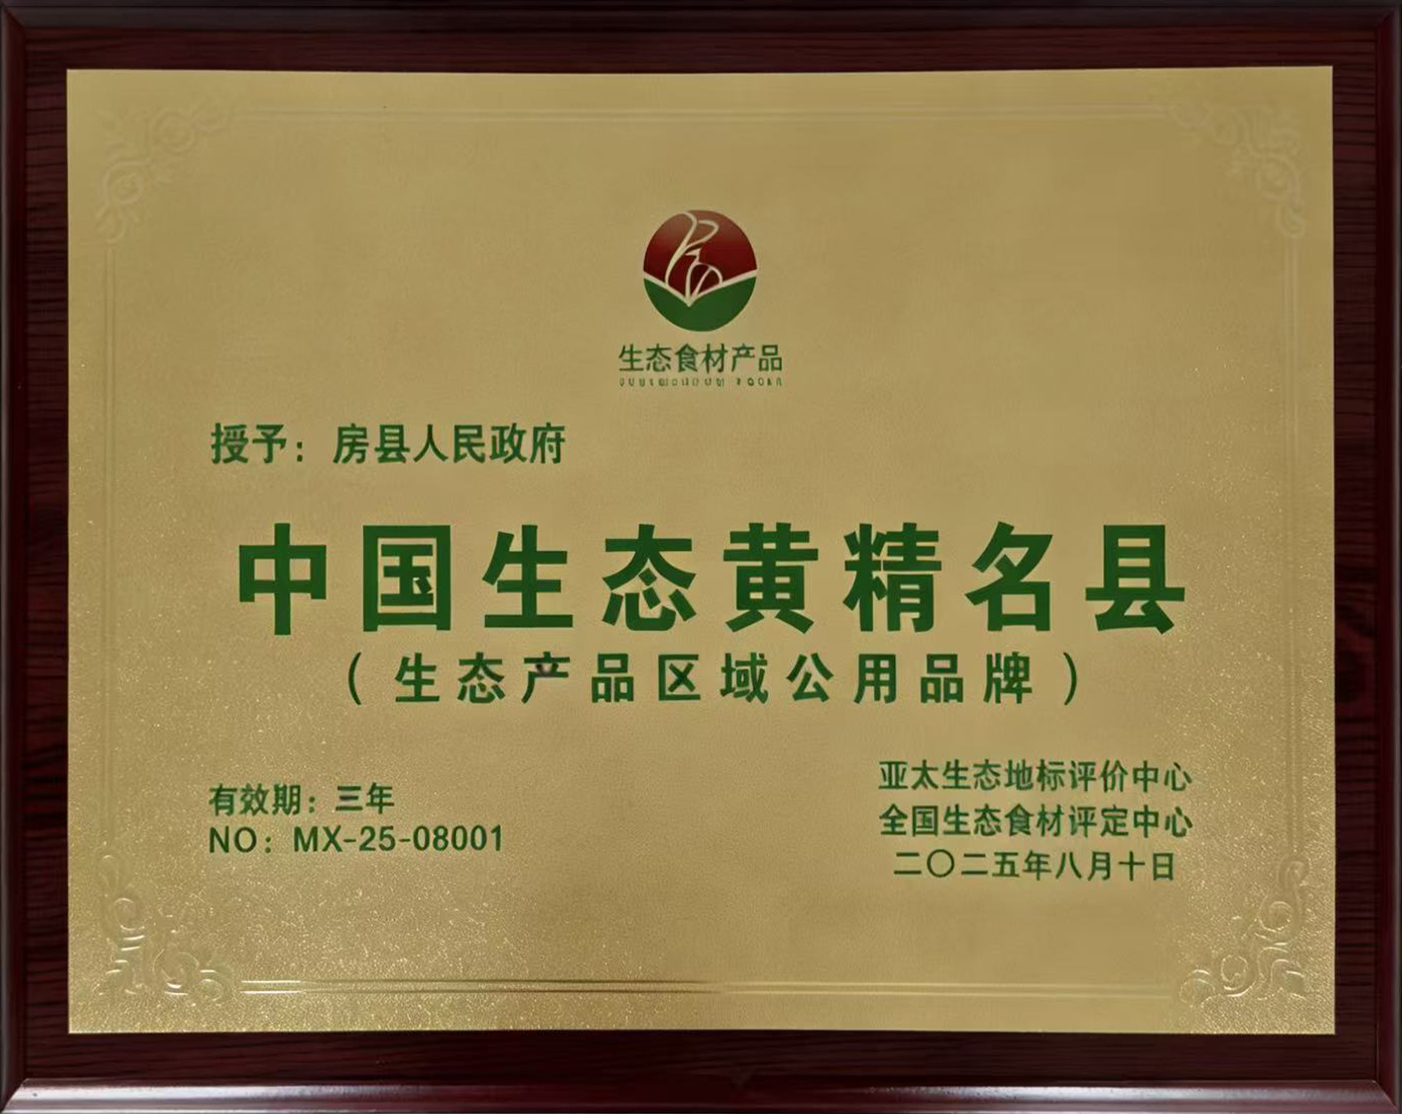 生态食材产品
授予：房县人民政府
中国生态黄精名县
（生态产品区域公用品牌）
有效期：三年
NO：MX-25-08001
亚太生态地标评价中心
全国生态食材评定中心
二〇二五年八月十日